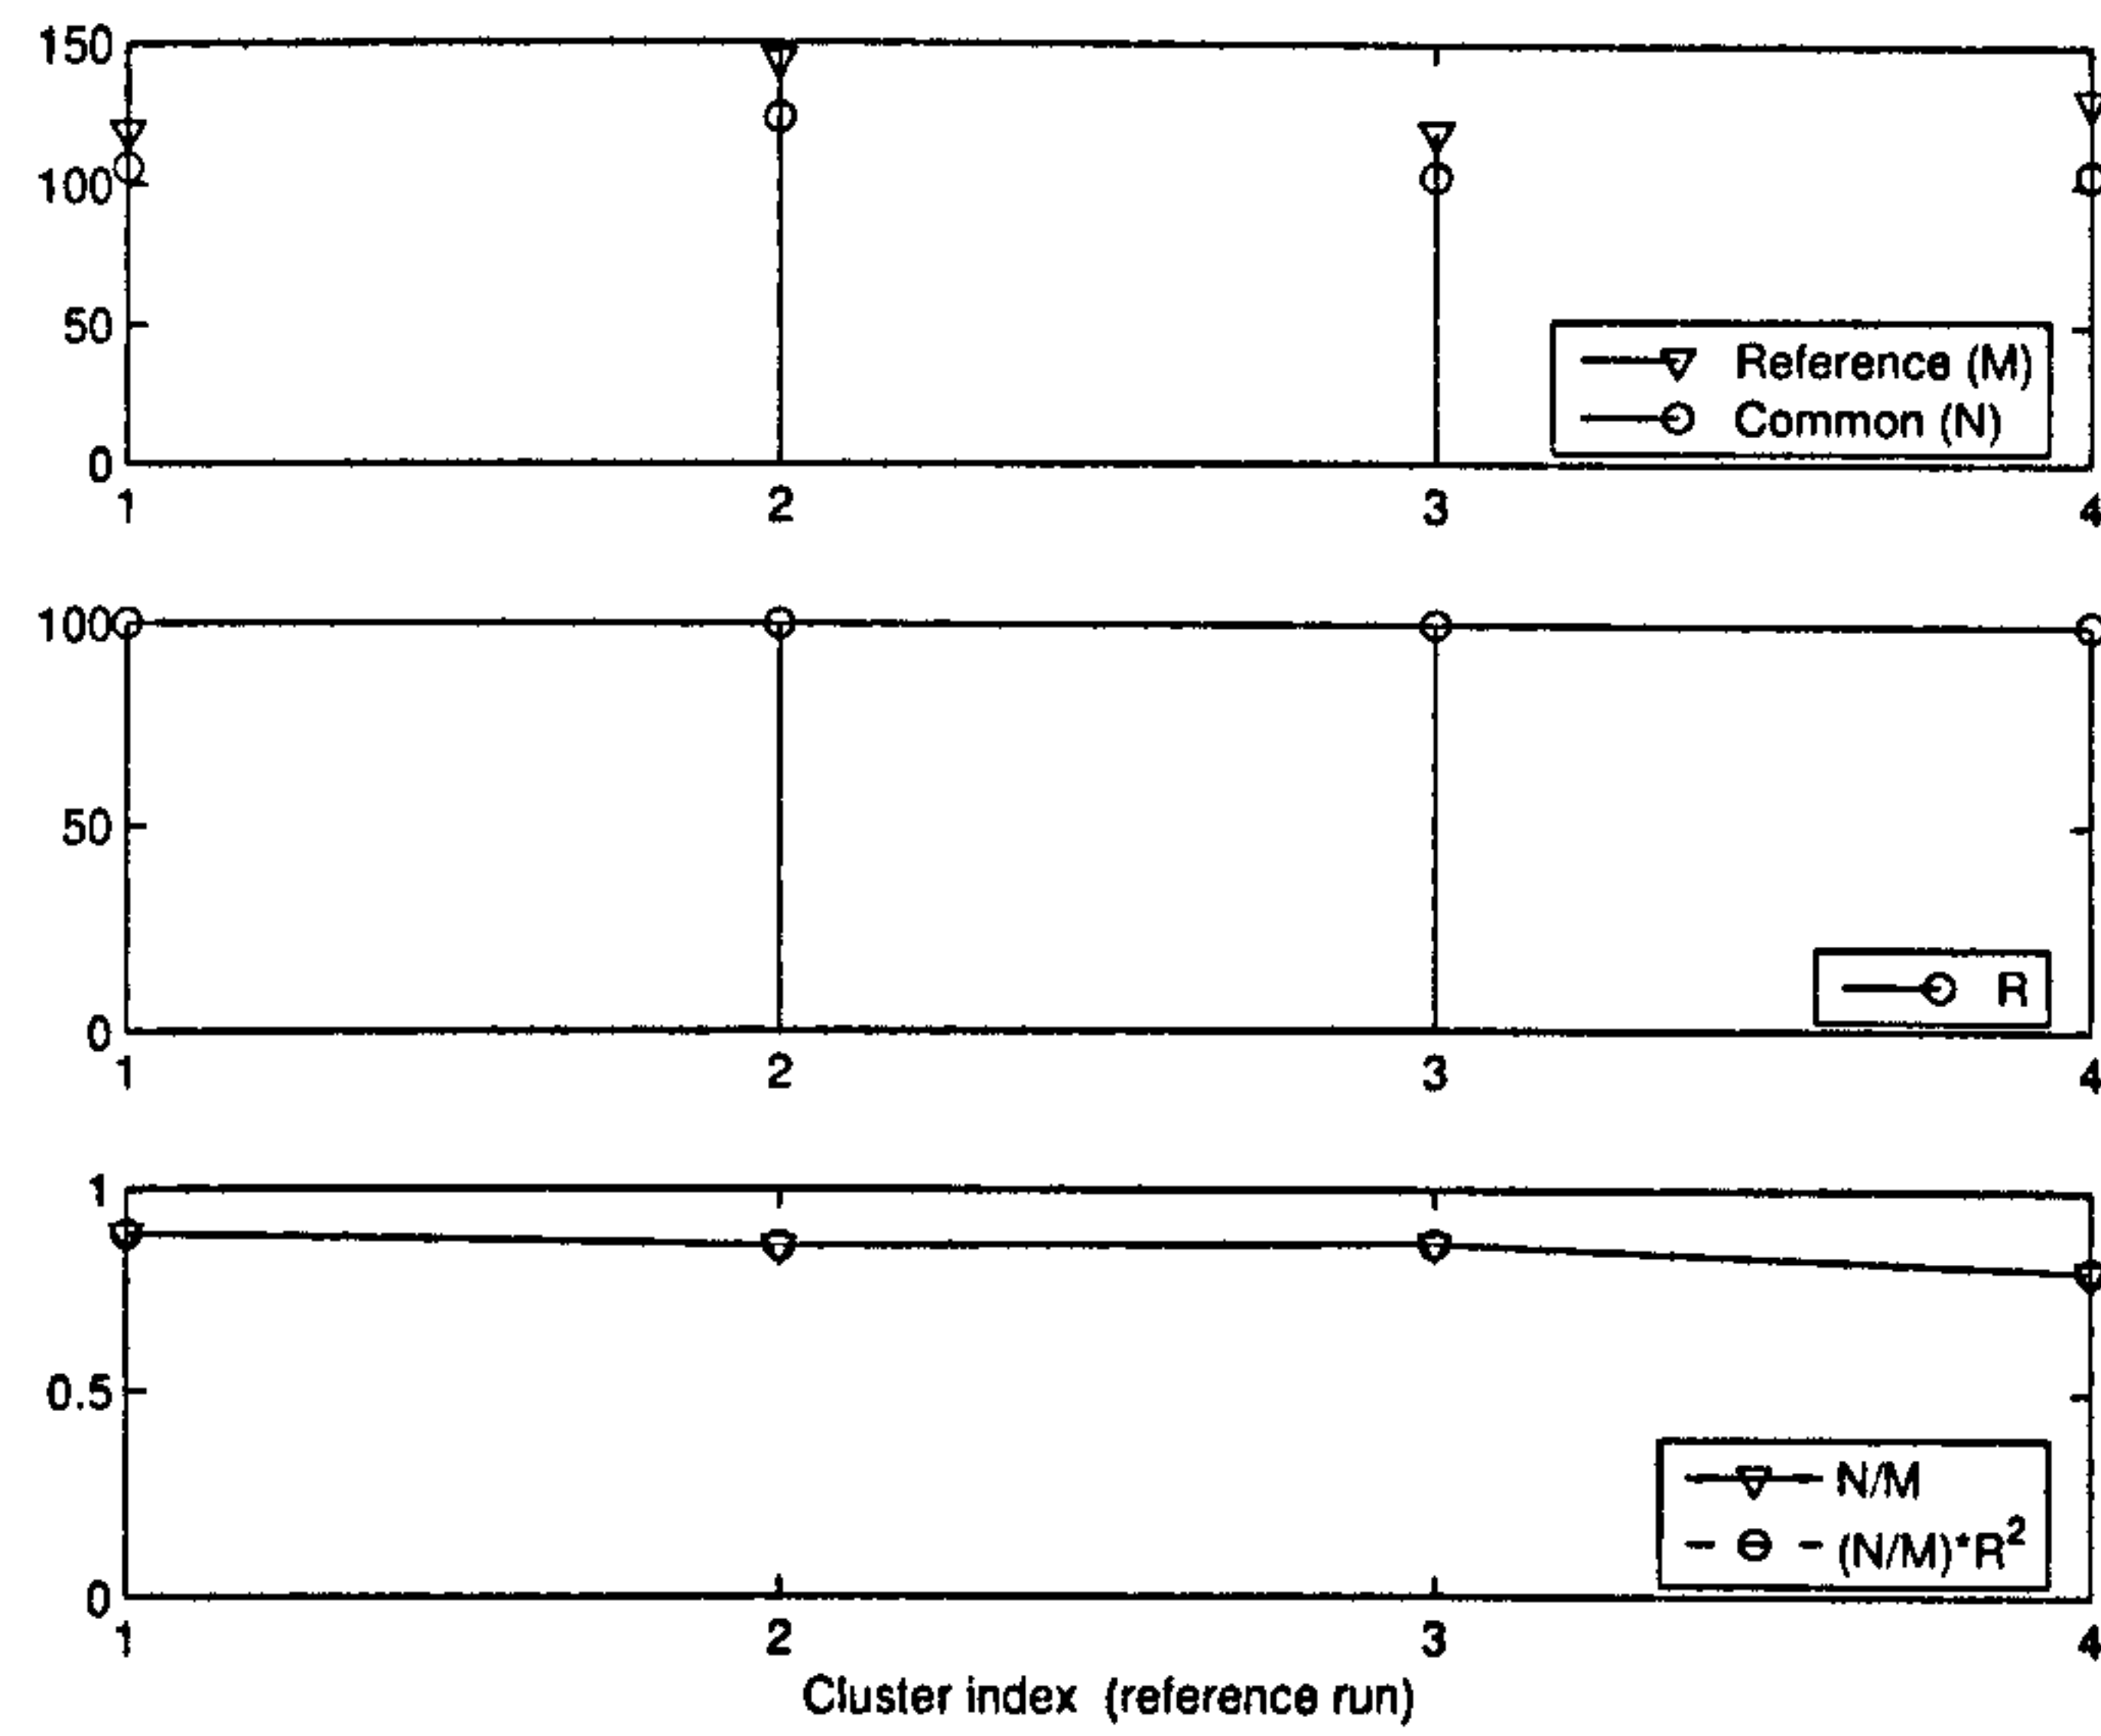 150
100
50
0
1 2 3 4
Reference (M)
Common (N)
100
50
0
1 2 3 4
R
1
0.5
0
1 2 3 4
N/M
(N/M)*R²
Cluster index (reference run)